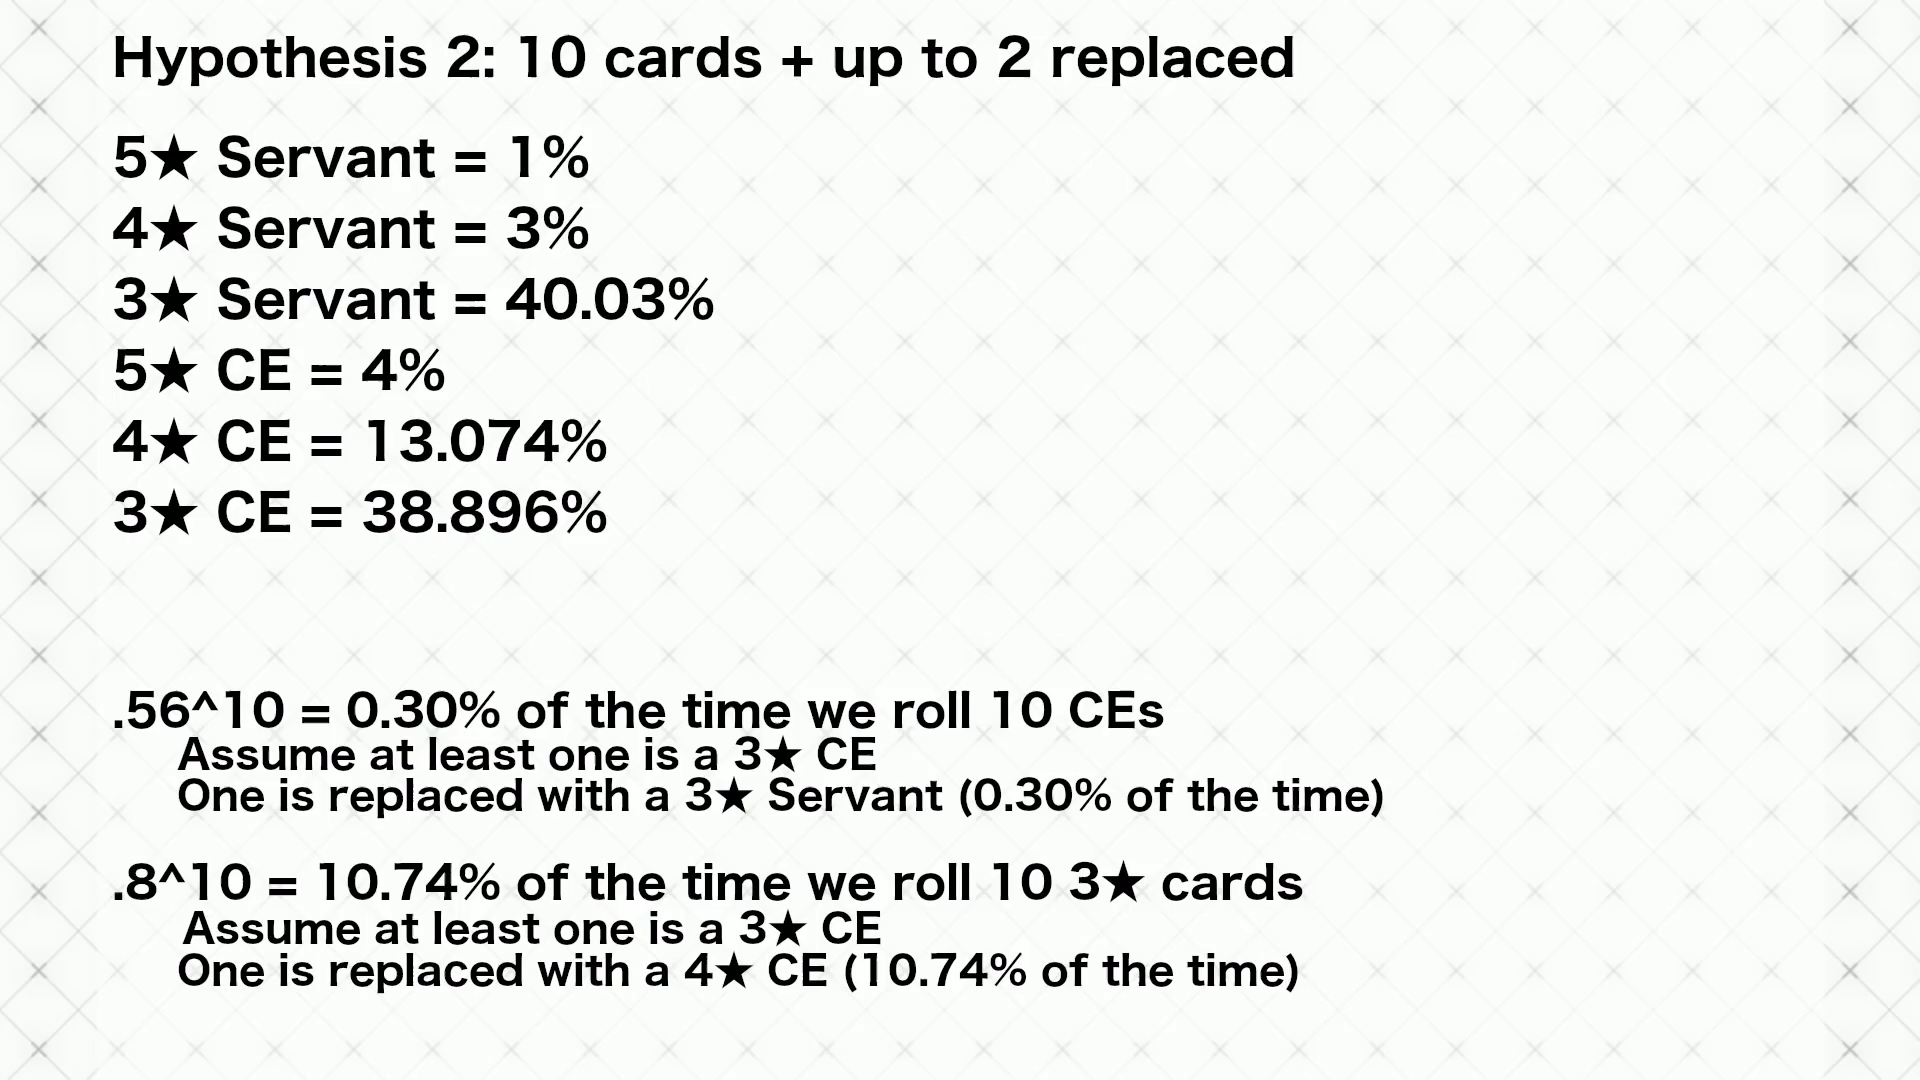 Hypothesis 2: 10 cards + up to 2 replaced
5★ Servant = 1%
4★ Servant = 3%
3★ Servant = 40.03%
5★ CE = 4%
4★ CE = 13.074%
3★ CE = 38.896%
.56^10 = 0.30% of the time we roll 10 CEs
Assume at least one is a 3★ CE
One is replaced with a 3★ Servant (0.30% of the time)
.8^10 = 10.74% of the time we roll 10 3★ cards
Assume at least one is a 3★ CE
One is replaced with a 4★ CE (10.74% of the time)